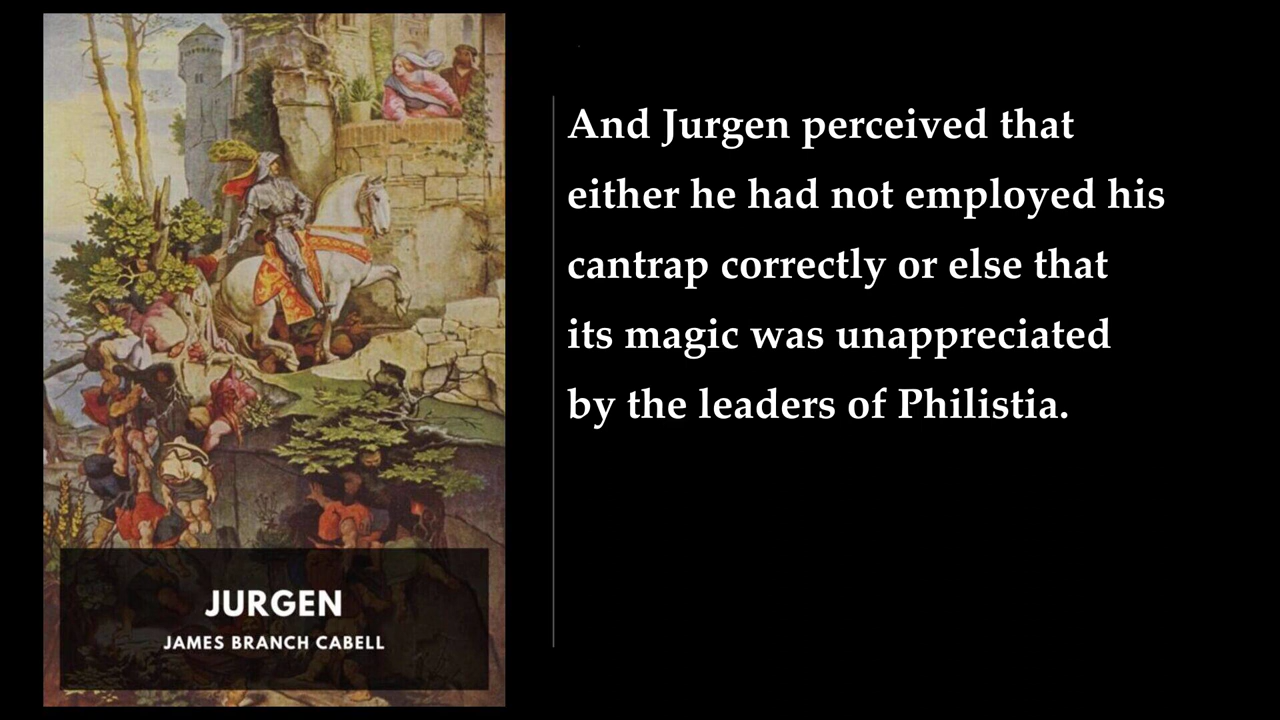 And Jurgen perceived that
either he had not employed his
cantrap correctly or else that
its magic was unappreciated
by the leaders of Philistia.
JURGEN
JAMES BRANCH CABELL